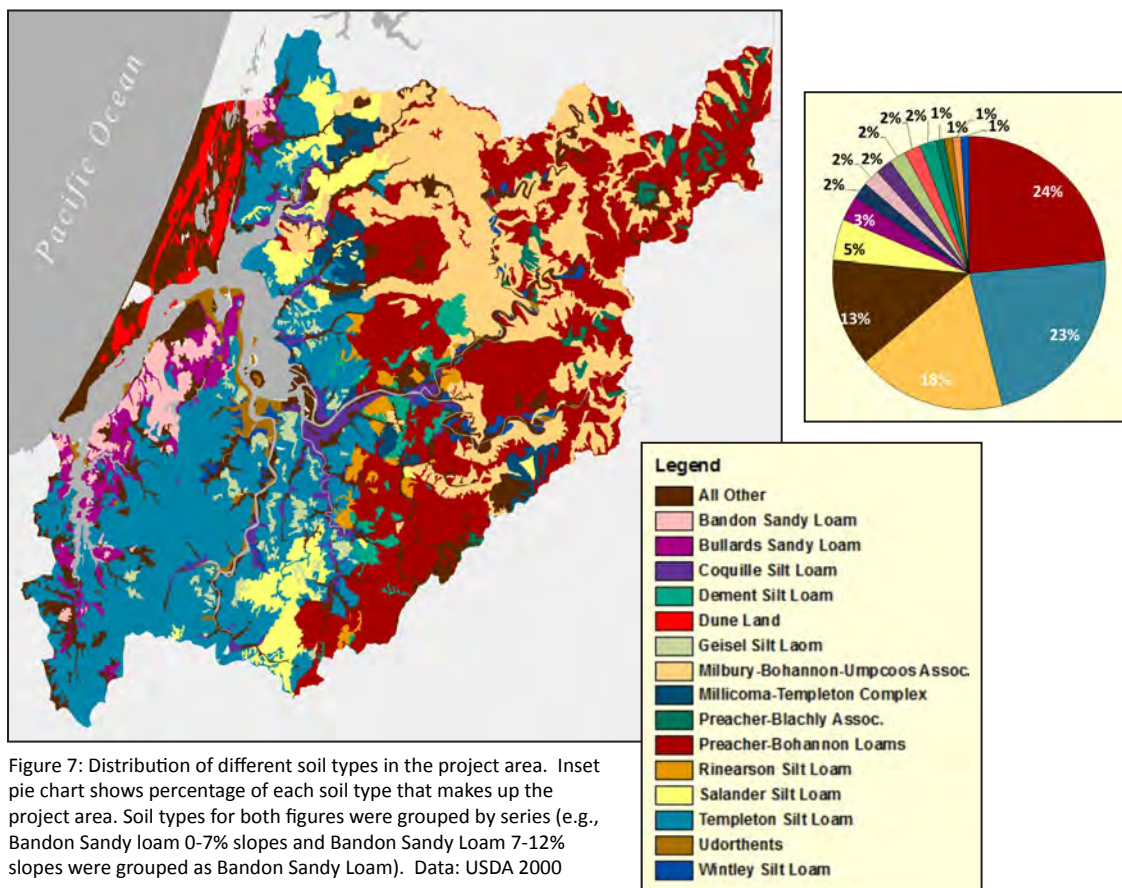 Pacific Ocean
2%
2%
2%
2%
2%
2%
1%
1%
1%
1%
24%
3%
5%
13%
23%
18%
Legend
All Other
Bandon Sandy Loam
Bullards Sandy Loam
Coquille Silt Loam
Dement Silt Loam
Dune Land
Geisel Silt Laom
Milbury-Bohannon-Umpcoos Assoc.
Millicoma-Templeton Complex
Preacher-Blachly Assoc.
Preacher-Bohannon Loams
Rinearson Silt Loam
Salander Silt Loam
Templeton Silt Loam
Udorthents
Wintley Silt Loam
Figure 7: Distribution of different soil types in the project area. Inset
pie chart shows percentage of each soil type that makes up the
project area. Soil types for both figures were grouped by series (e.g.,
Bandon Sandy loam 0-7% slopes and Bandon Sandy Loam 7-12%
slopes were grouped as Bandon Sandy Loam). Data: USDA 2000